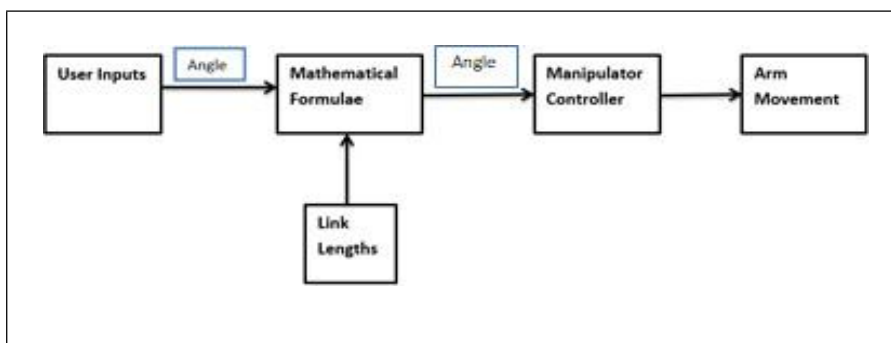 User Inputs
Angle
Mathematical
Formulae
Angle
Manipulator
Controller
Arm
Movement
Link
Lengths